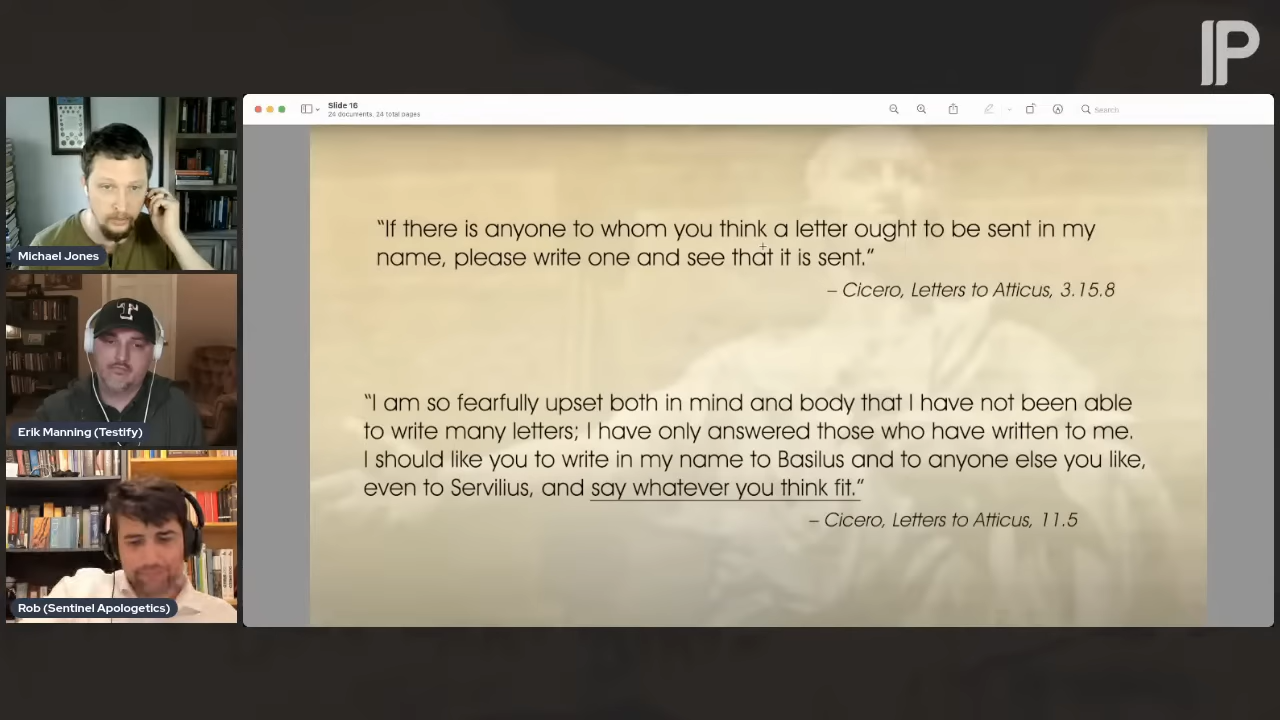 IP
Slide 16
24 documents, 24 total pages
Search
Michael Jones
Erik Manning (Testify)
Rob (Sentinel Apologetics)
“If there is anyone to whom you think a letter ought to be sent in my
name, please write one and see that it is sent.”
– Cicero, Letters to Atticus, 3.15.8
“I am so fearfully upset both in mind and body that I have not been able
to write many letters; I have only answered those who have written to me.
I should like you to write in my name to Basilus and to anyone else you like,
even to Servilius, and say whatever you think fit.”
– Cicero, Letters to Atticus, 11.5